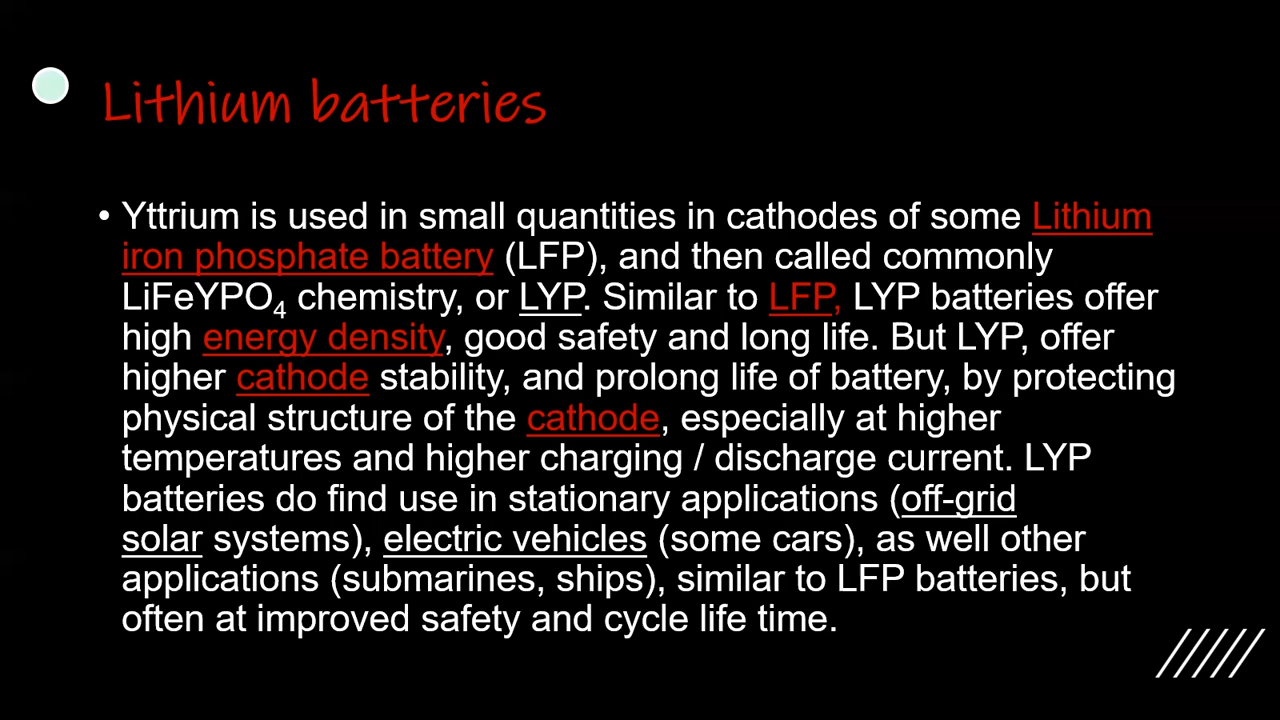 Lithium batteries
• Yttrium is used in small quantities in cathodes of some Lithium
iron phosphate battery (LFP), and then called commonly
LiFeYPO₄ chemistry, or LYP. Similar to LFP, LYP batteries offer
high energy density, good safety and long life. But LYP, offer
higher cathode stability, and prolong life of battery, by protecting
physical structure of the cathode, especially at higher
temperatures and higher charging / discharge current. LYP
batteries do find use in stationary applications (off-grid
solar systems), electric vehicles (some cars), as well other
applications (submarines, ships), similar to LFP batteries, but
often at improved safety and cycle life time.